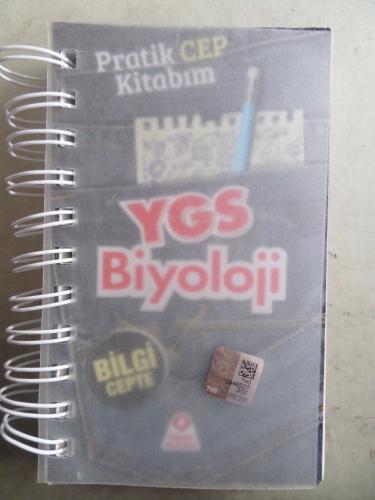 Pratik CEP
Kitabım
YGS
Biyoloji
BİLGİ
CEPTE